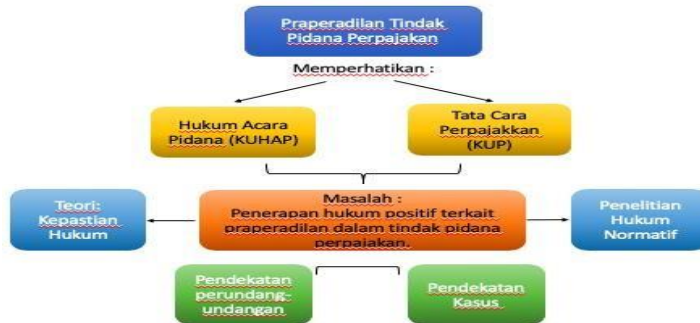 Praperadilan Tindak
Pidana Perpajakan
Memperhatikan :
Hukum Acara
Pidana (KUHAP)
Tata Cara
Perpajakkan
(KUP)
Teori:
Kepastian
Hukum
Masalah :
Penerapan hukum positif terkait
praperadilan dalam tindak pidana
perpajakan.
Penelitian
Hukum
Normatif
Pendekatan
perundang-
undangan
Pendekatan
Kasus